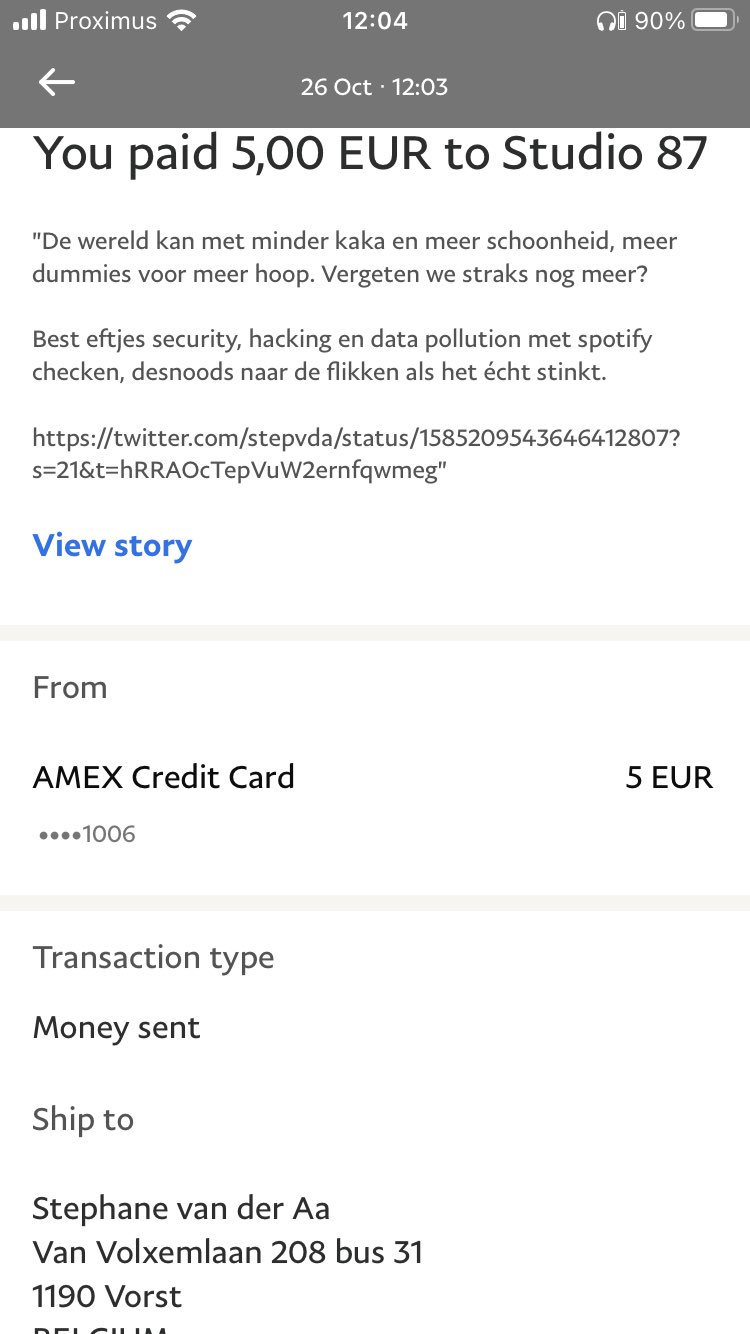 Proximus 12:04 90%
26 Oct · 12:03
You paid 5,00 EUR to Studio 87
"De wereld kan met minder kaka en meer schoonheid, meer
dummies voor meer hoop. Vergeten we straks nog meer?
Best eftjes security, hacking en data pollution met spotify
checken, desnoods naar de flikken als het écht stinkt.
https://twitter.com/stepvda/status/1585209543646412807?
s=21&t=hRRAOcTepVuW2ernfqwmeg"
View story
From
AMEX Credit Card 5 EUR
••••1006
Transaction type
Money sent
Ship to
Stephane van der Aa
Van Volxemlaan 208 bus 31
1190 Vorst
BELGIUM